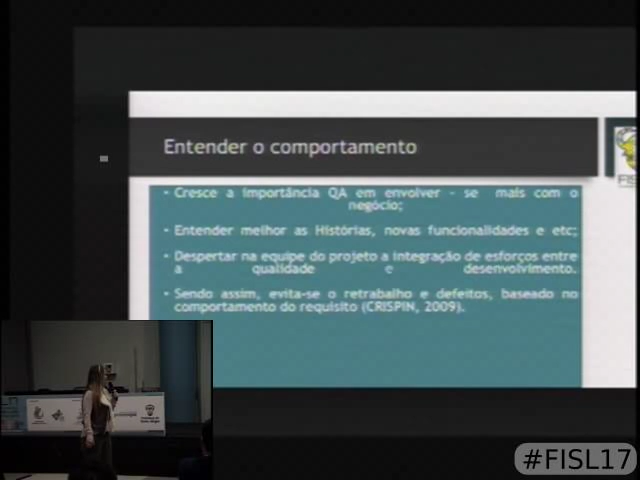 Entender o comportamento
FISL
• Cresce a importância QA em envolver - se mais com o
negócio;
• Entender melhor as Histórias, novas funcionalidades e etc;
• Despertar na equipe do projeto a integração de esforços entre
a qualidade e desenvolvimento.
• Sendo assim, evita-se o retrabalho e defeitos, baseado no
comportamento do requisito (CRISPIN, 2009).
#FISL17